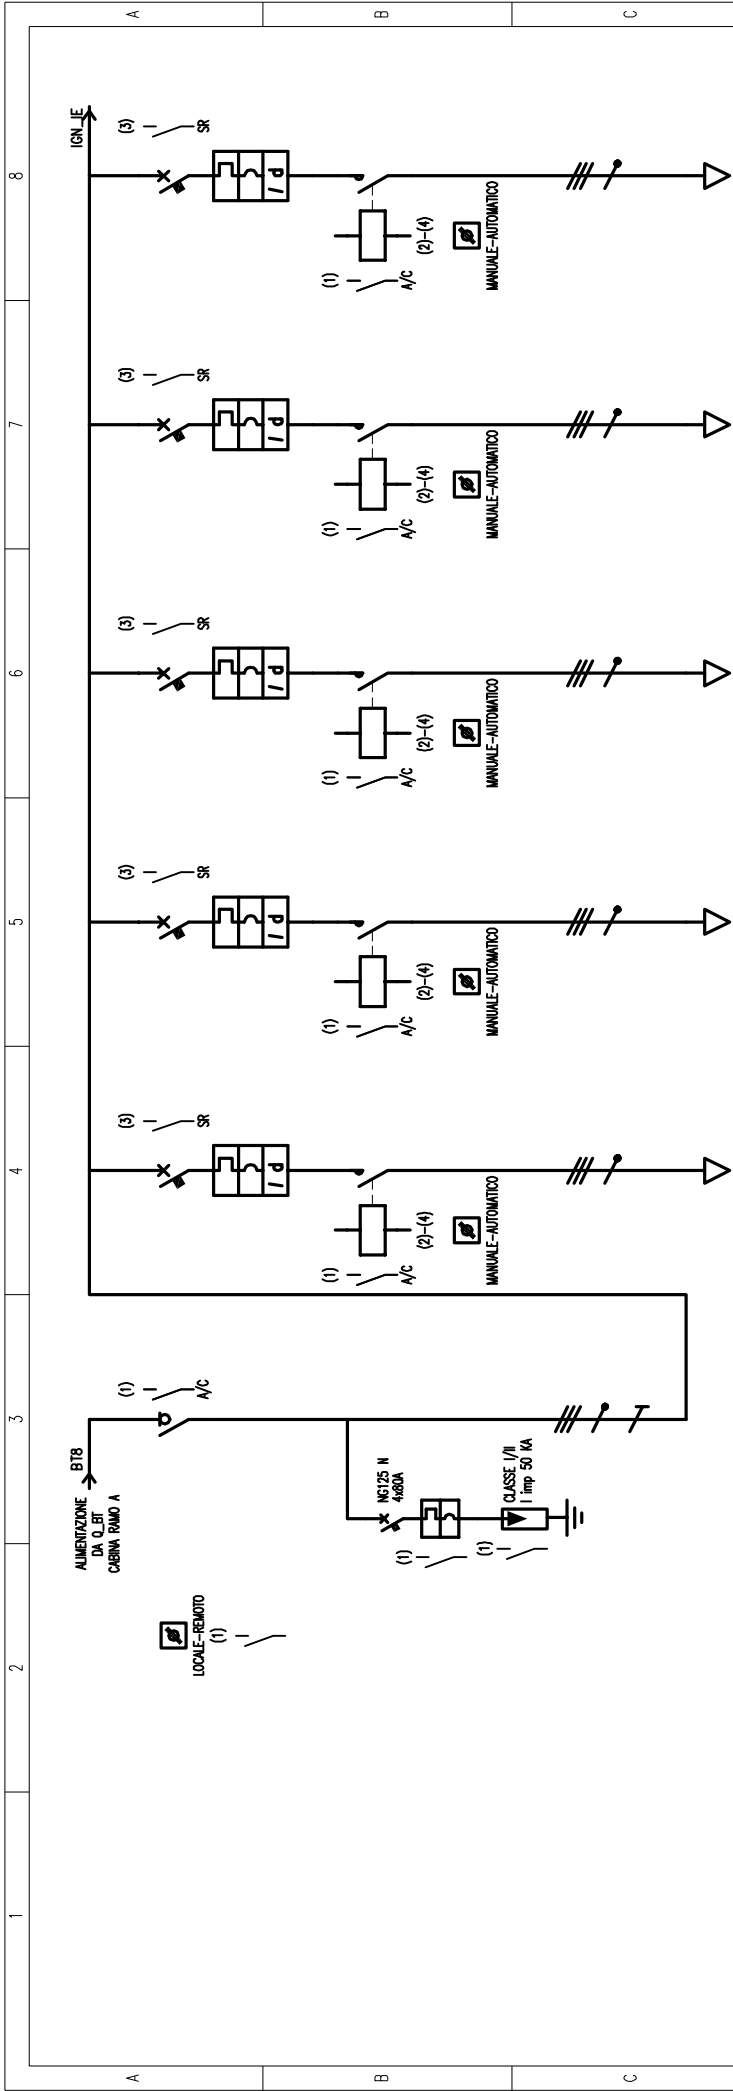 1 2 3 4 5 6 7 8
A A
ALIMENTAZIONE
DA Q_BT
CABINA RAMO A
BT8
IGN_IE
LOCALE-REMOTO
(1)
(1)
A/C
(3)
SR
(3)
SR
(3)
SR
(3)
SR
(3)
SR
B B
NG125 N
4x80A
(1)
(1)
CLASSE I/II
I imp 50 KA
I d
(1)
A/C
(2)-(4)
MANUALE-AUTOMATICO
I d
(1)
A/C
(2)-(4)
MANUALE-AUTOMATICO
I d
(1)
A/C
(2)-(4)
MANUALE-AUTOMATICO
I d
(1)
A/C
(2)-(4)
MANUALE-AUTOMATICO
I d
(1)
A/C
(2)-(4)
MANUALE-AUTOMATICO
C C